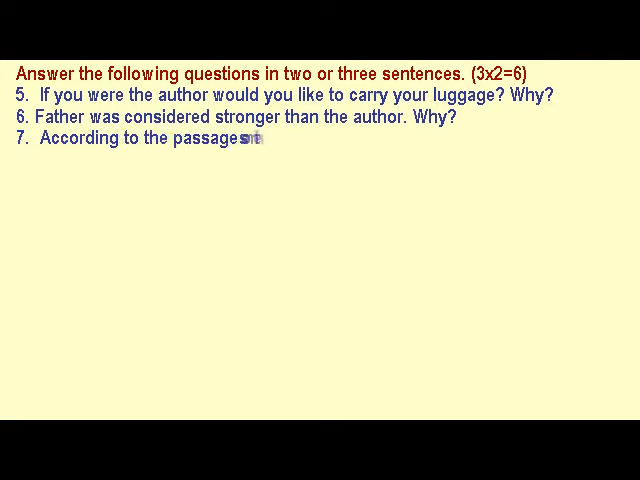 Answer the following questions in two or three sentences. (3x2=6)
5. If you were the author would you like to carry your luggage? Why?
6. Father was considered stronger than the author. Why?
7. According to the passage